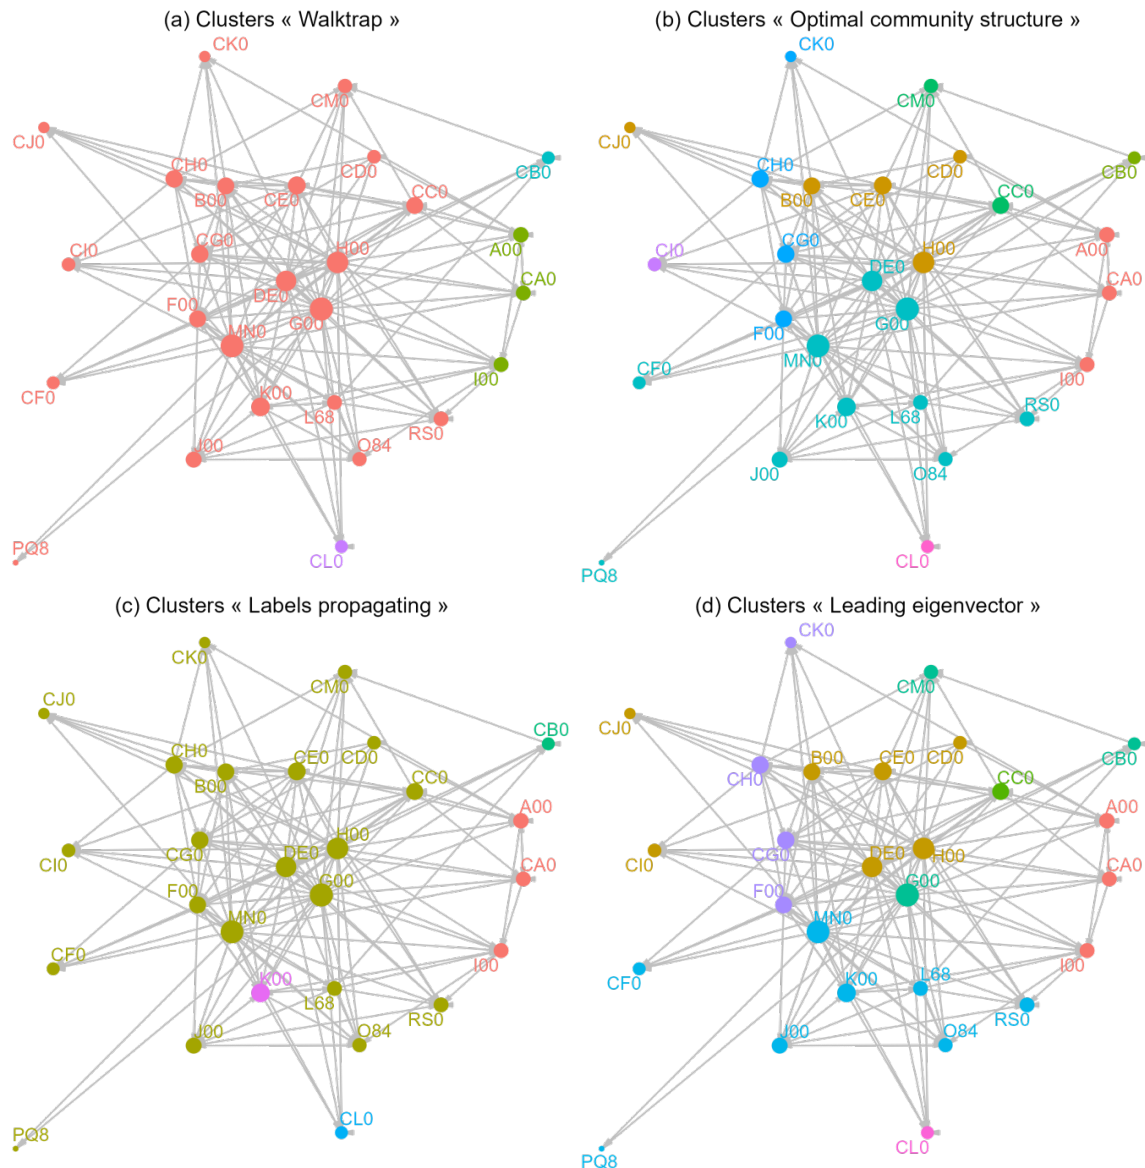 (a) Clusters « Walktrap »
CK0
CM0
CJ0
CD0
CB0
CH0
B00
CE0
CC0
A00
CG0
H00
CI0
CA0
DE0
F00
G00
MN0
I00
CF0
K00
L68
RS0
J00
O84
PQ8
CL0
(b) Clusters « Optimal community structure »
CK0
CM0
CJ0
CD0
CB0
CH0
B00
CE0
CC0
A00
CG0
H00
CI0
DE0
CA0
G00
F00
MN0
CF0
I00
RS0
K00
L68
J00
O84
CL0
PQ8
(c) Clusters « Labels propagating »
CK0
CM0
CJ0
CB0
CH0
CE0
CD0
B00
CC0
A00
H00
CG0
DE0
CI0
CA0
F00
G00
MN0
CF0
I00
K00
L68
RS0
J00
O84
CL0
PQ8
(d) Clusters « Leading eigenvector »
CK0
CM0
CJ0
B00
CE0
CD0
CB0
CH0
CC0
A00
CG0
DE0
H00
CI0
CA0
G00
F00
MN0
I00
CF0
K00
L68
RS0
J00
O84
CL0
PQ8